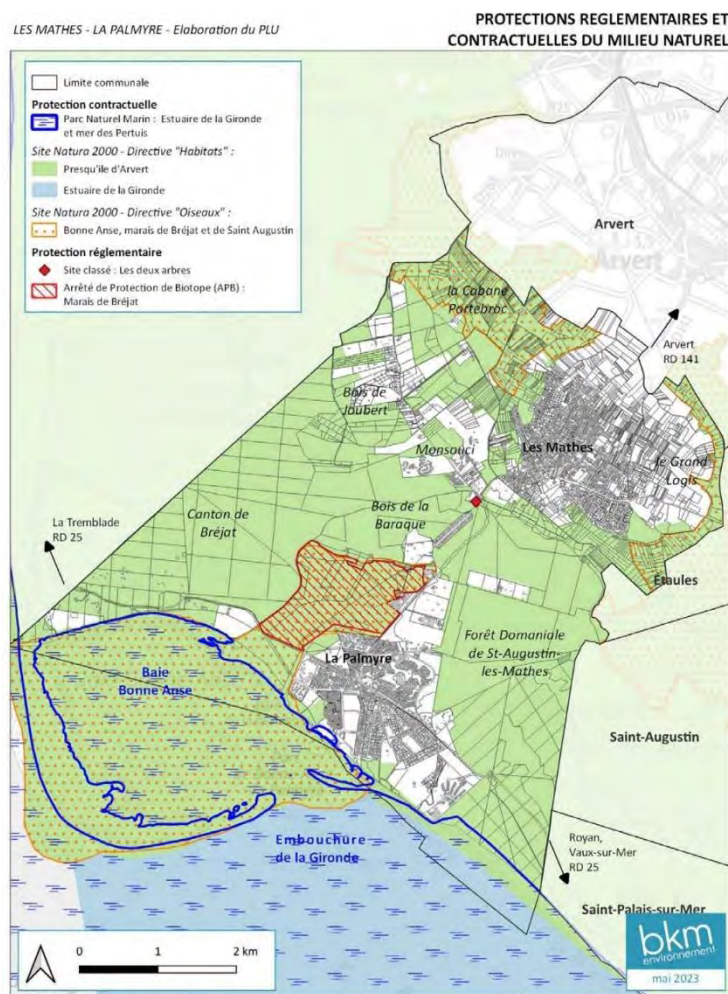 LES MATHES - LA PALMYRE - Elaboration du PLU
PROTECTIONS REGLEMENTAIRES ET
CONTRACTUELLES DU MILIEU NATUREL
Limite communale
Protection contractuelle
Parc Naturel Marin : Estuaire de la Gironde
et mer des Pertuis
Site Natura 2000 - Directive "Habitats" :
Presqu'ile d'Arvert
Estuaire de la Gironde
Site Natura 2000 - Directive "Oiseaux" :
Bonne Anse, marais de Bréjat et de Saint Augustin
Protection réglementaire
Site classé : Les deux arbres
Arrêté de Protection de Biotope (APB) :
Marais de Bréjat
Arvert
Arvert
la Cabane
Portebroc
Arvert
RD 141
Bois de
Joubert
Monsouci
Les Mathes
le Grand
Logis
Bois de la
Baraque
Canton de
Bréjat
La Tremblade
RD 25
Etaules
Forêt Domaniale
de St-Augustin-
les-Mathes
La Palmyre
Baie
Bonne Anse
Saint-Augustin
Embouchure
de la Gironde
Royan,
Vaux-sur-Mer
RD 25
Saint-Palais-sur-Mer
0 1 2 km
bkm
environnement
mai 2023